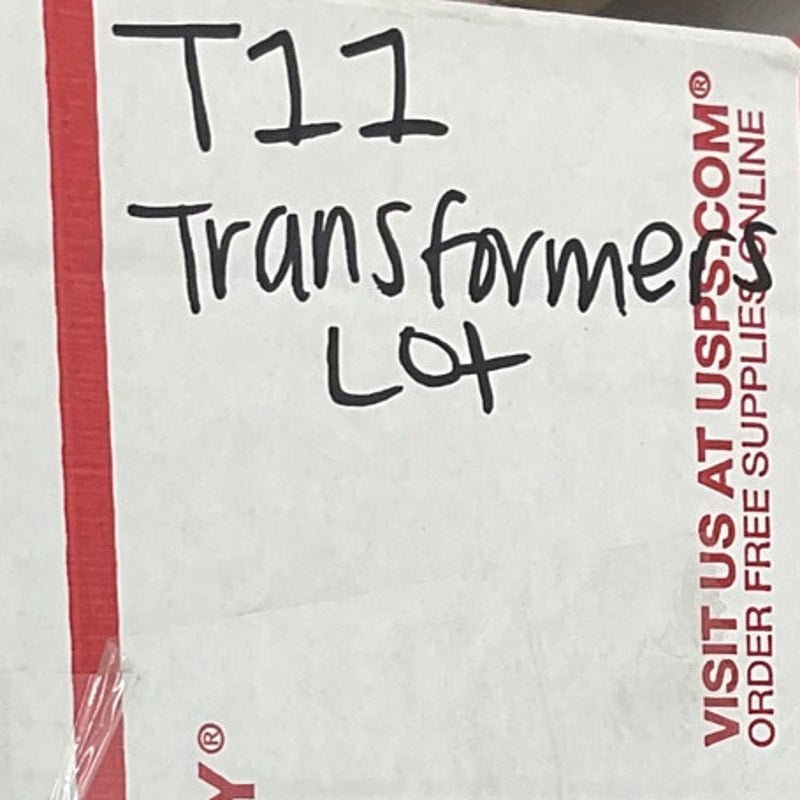 T11
Transformers
Lot
VISIT US AT USPS.COM®
ORDER FREE SUPPLIES ONLINE
Y®